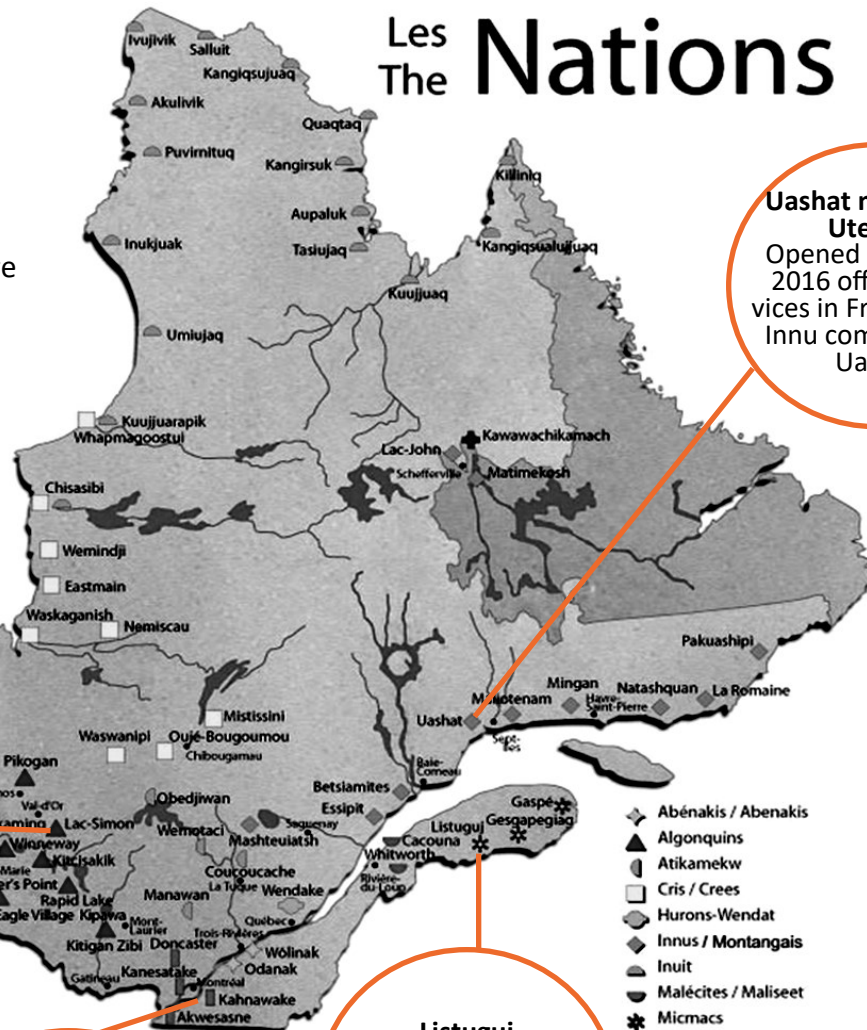 Les
The Nations
Ivujivik
Salluit
Kangiqsujuaq
Akulivik
Quaqtaq
Puvirnituq
Kangirsuk
Killiniq
Aupaluk
Inukjuak
Tasiujaq
Kangiqsualujjuaq
e
Kuujjuaq
Umiujaq
Uashat
Ute
Opened
2016 off
vices in Fr
Innu com
Ua
Kuujjuarapik
Whapmagoostui
Kawawachikamach
Lac-John
Schefferville
Matimekosh
Chisasibi
Wemindji
Eastmain
Waskaganish
Nemiscau
Pakuashipi
Mingan
Natashquan
La Romaine
Maliotenam
Havre-
Saint-Pierre
Uashat
Sept-
Îles
Mistissini
Waswanipi
Oujé-Bougoumou
Chibougamau
Pikogan
mos
Val-d'Or
Baie-
Comeau
Betsiamites
Obedjiwan
Essipit
Gaspé
Gesgapegiag
Listuguj
raming
Lac-Simon
Wemotaci
Saguenay
Mashteuiatsh
Cacouna
Whitworth
Winneway
Marie
Kitcisakik
Coucoucache
La Tuque
Rivière-
du-Loup
er's Point
Rapid Lake
Manawan
Wendake
Eagle Village Kipawa
Mont-
Laurier
Québec
Trois-Rivières
Kitigan Zibi
Doncaster
Wôlinak
Odanak
Gatineau
Kanesatake
Montréal
Kahnawake
Akwesasne
Listuguj
Abénakis / Abenakis
Algonquins
Atikamekw
Cris / Crees
Hurons-Wendat
Innus / Montangais
Inuit
Malécites / Maliseet
Micmacs